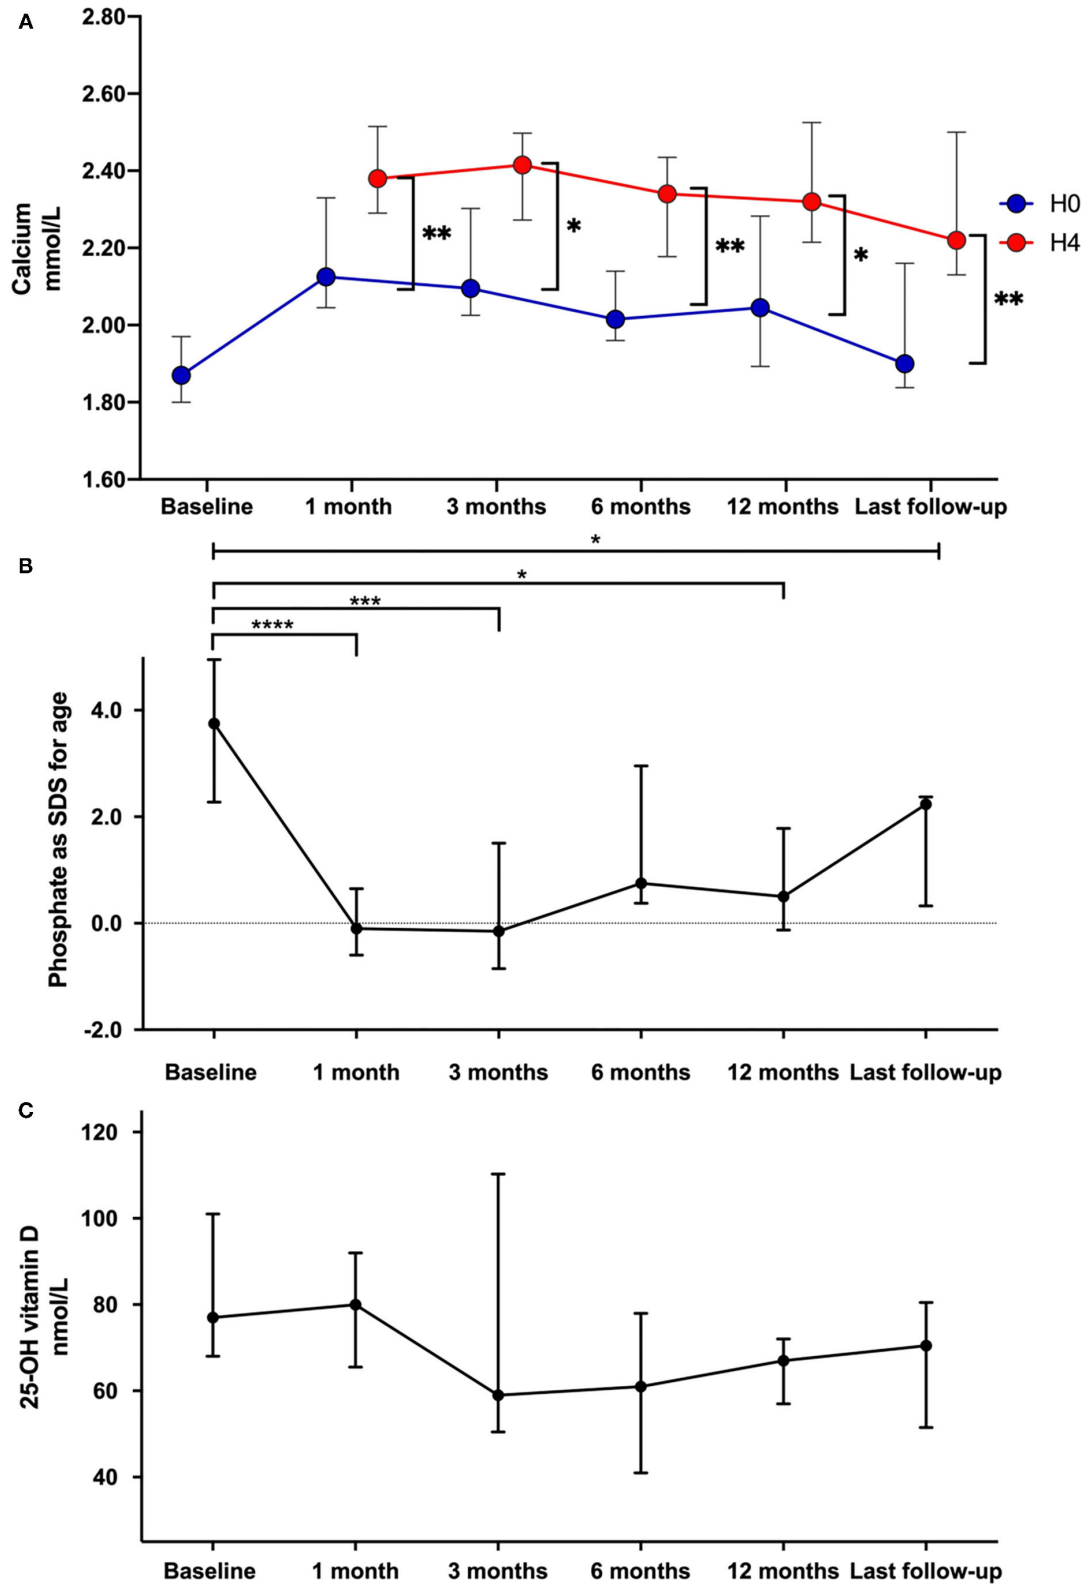 A
2.80
2.60
2.40
2.20
2.00
1.80
1.60
Calcium
mmol/L
H0
H4
**
*
**
*
**
Baseline 1 month 3 months 6 months 12 months Last follow-up
B
*
*
***
****
Phosphate as SDS for age
4.0
2.0
0.0
-2.0
Baseline 1 month 3 months 6 months 12 months Last follow-up
C
25-OH vitamin D
nmol/L
120
100
80
60
40
Baseline 1 month 3 months 6 months 12 months Last follow-up